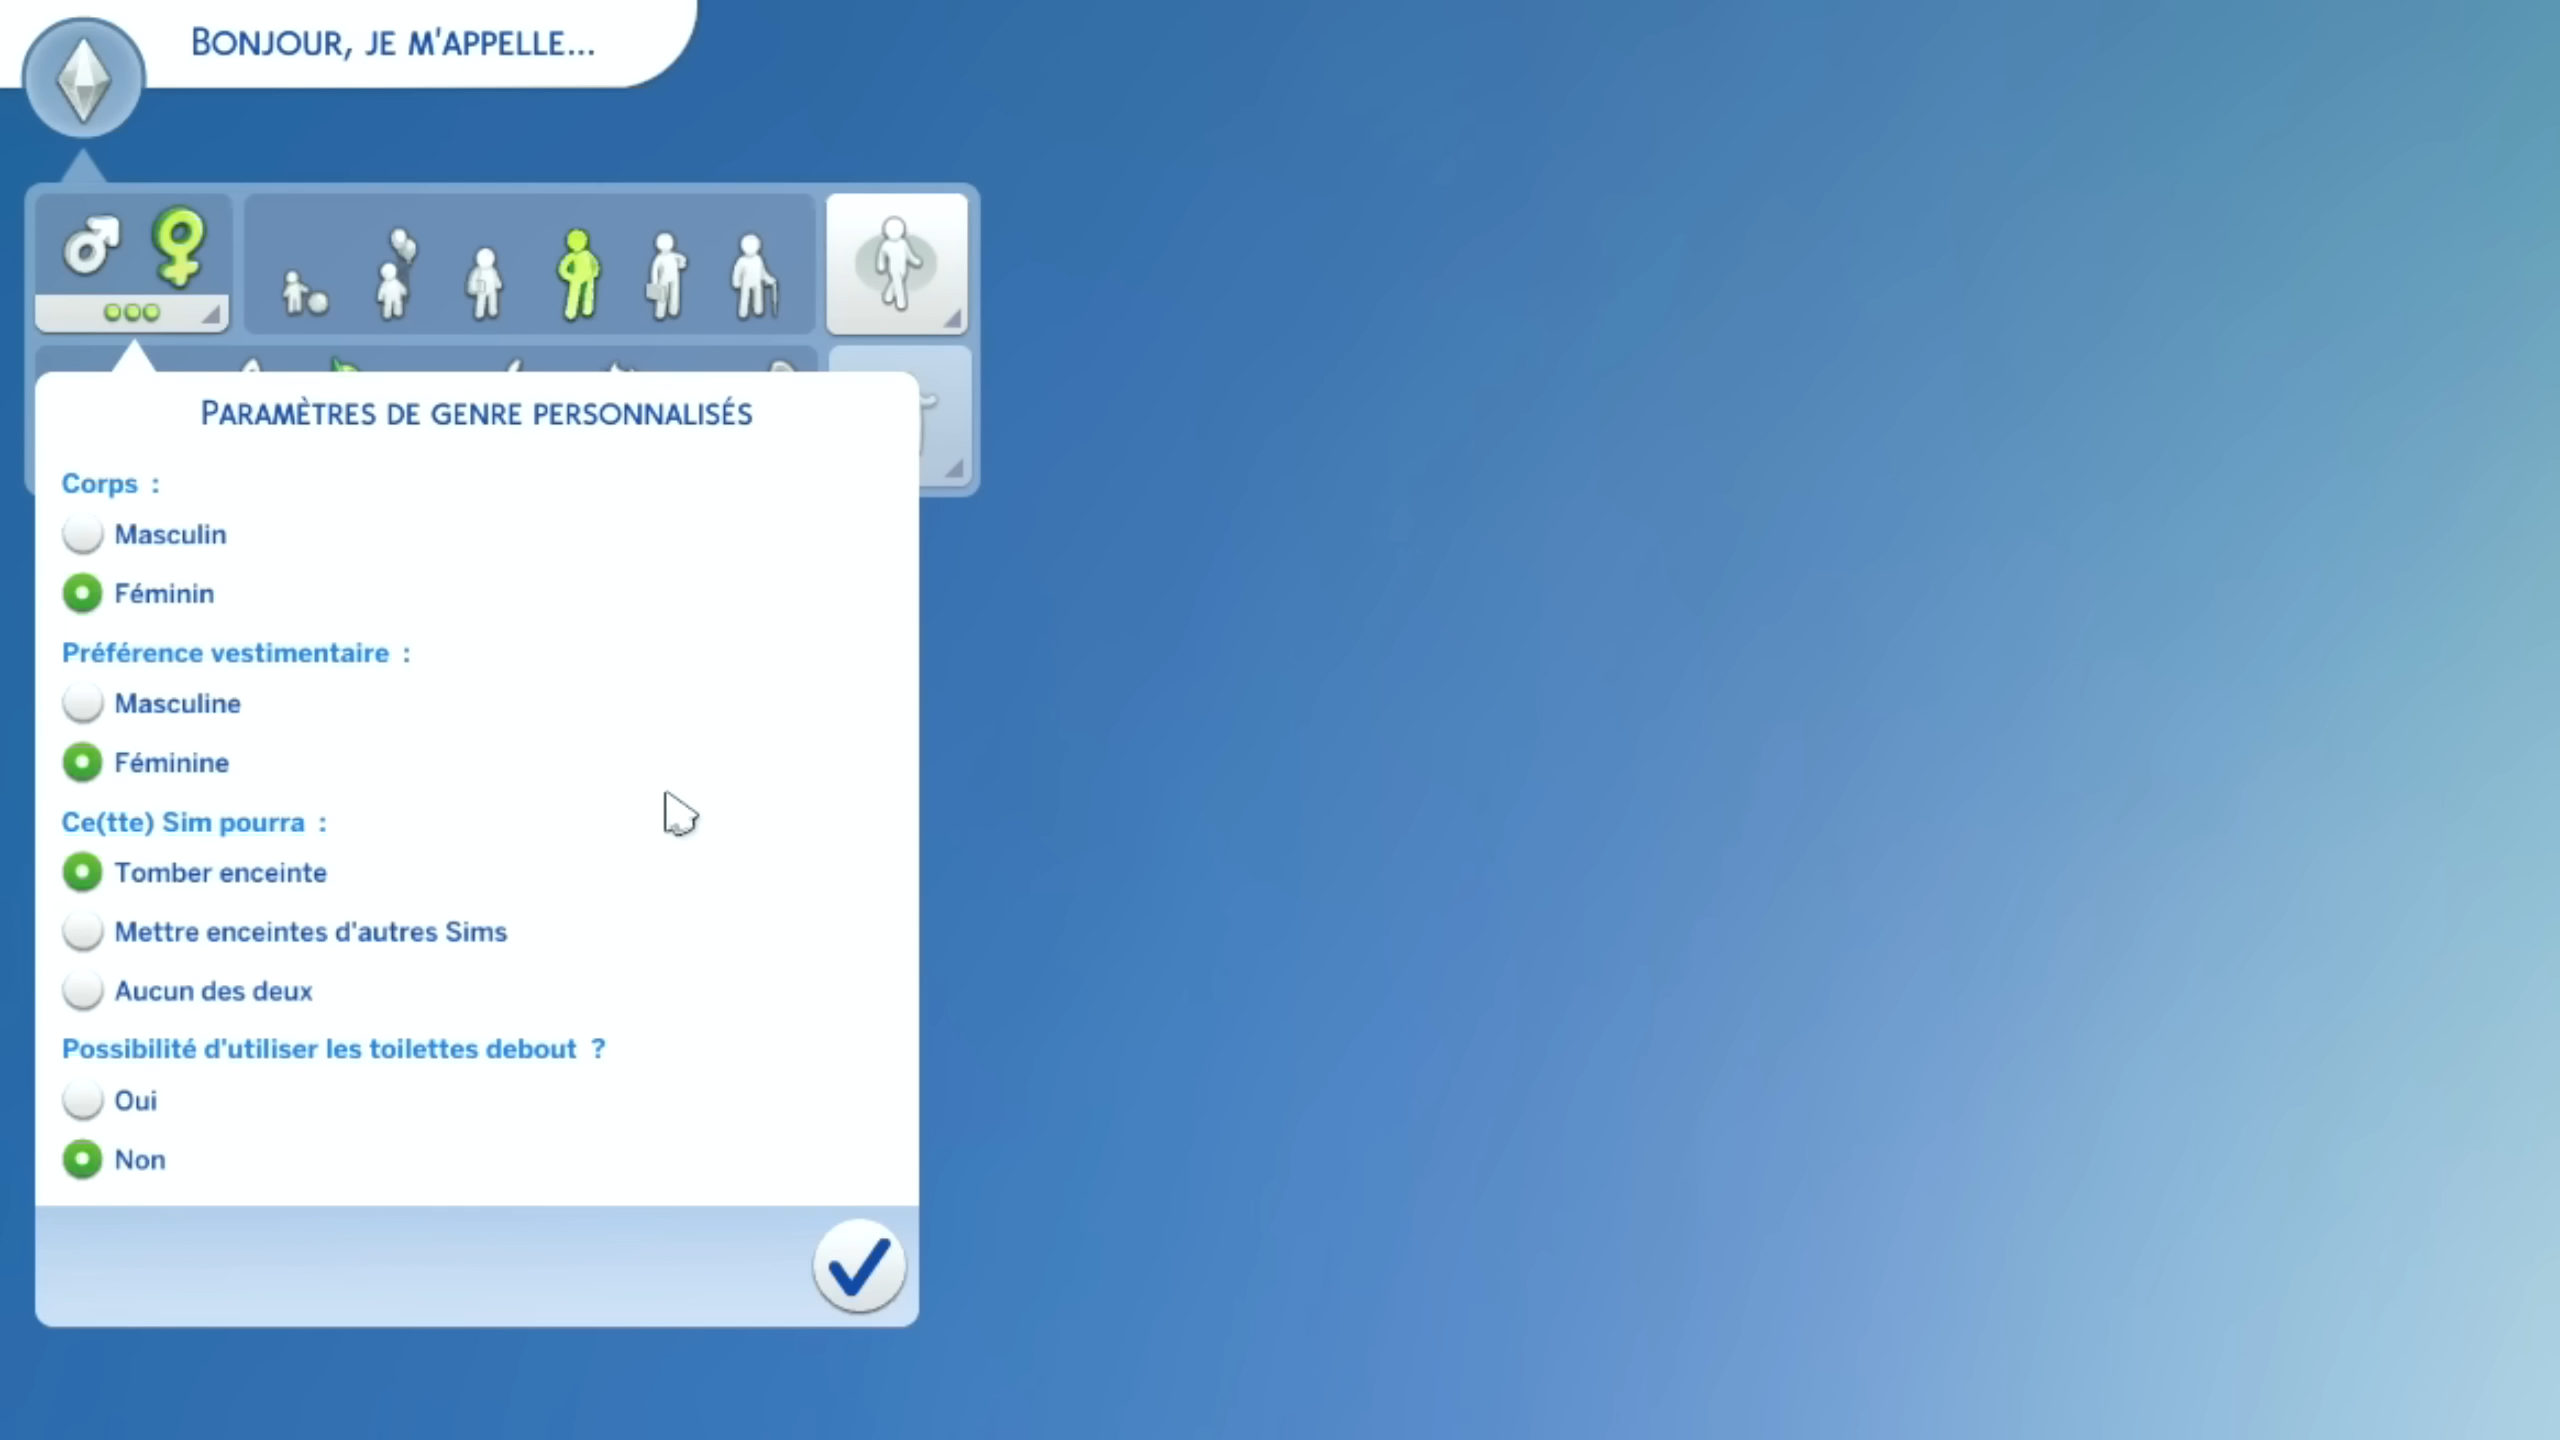 BONJOUR, JE M'APPELLE...
PARAMÈTRES DE GENRE PERSONNALISÉS
Corps :
Masculin
Féminin
Préférence vestimentaire :
Masculine
Féminine
Ce(tte) Sim pourra :
Tomber enceinte
Mettre enceintes d'autres Sims
Aucun des deux
Possibilité d'utiliser les toilettes debout ?
Oui
Non